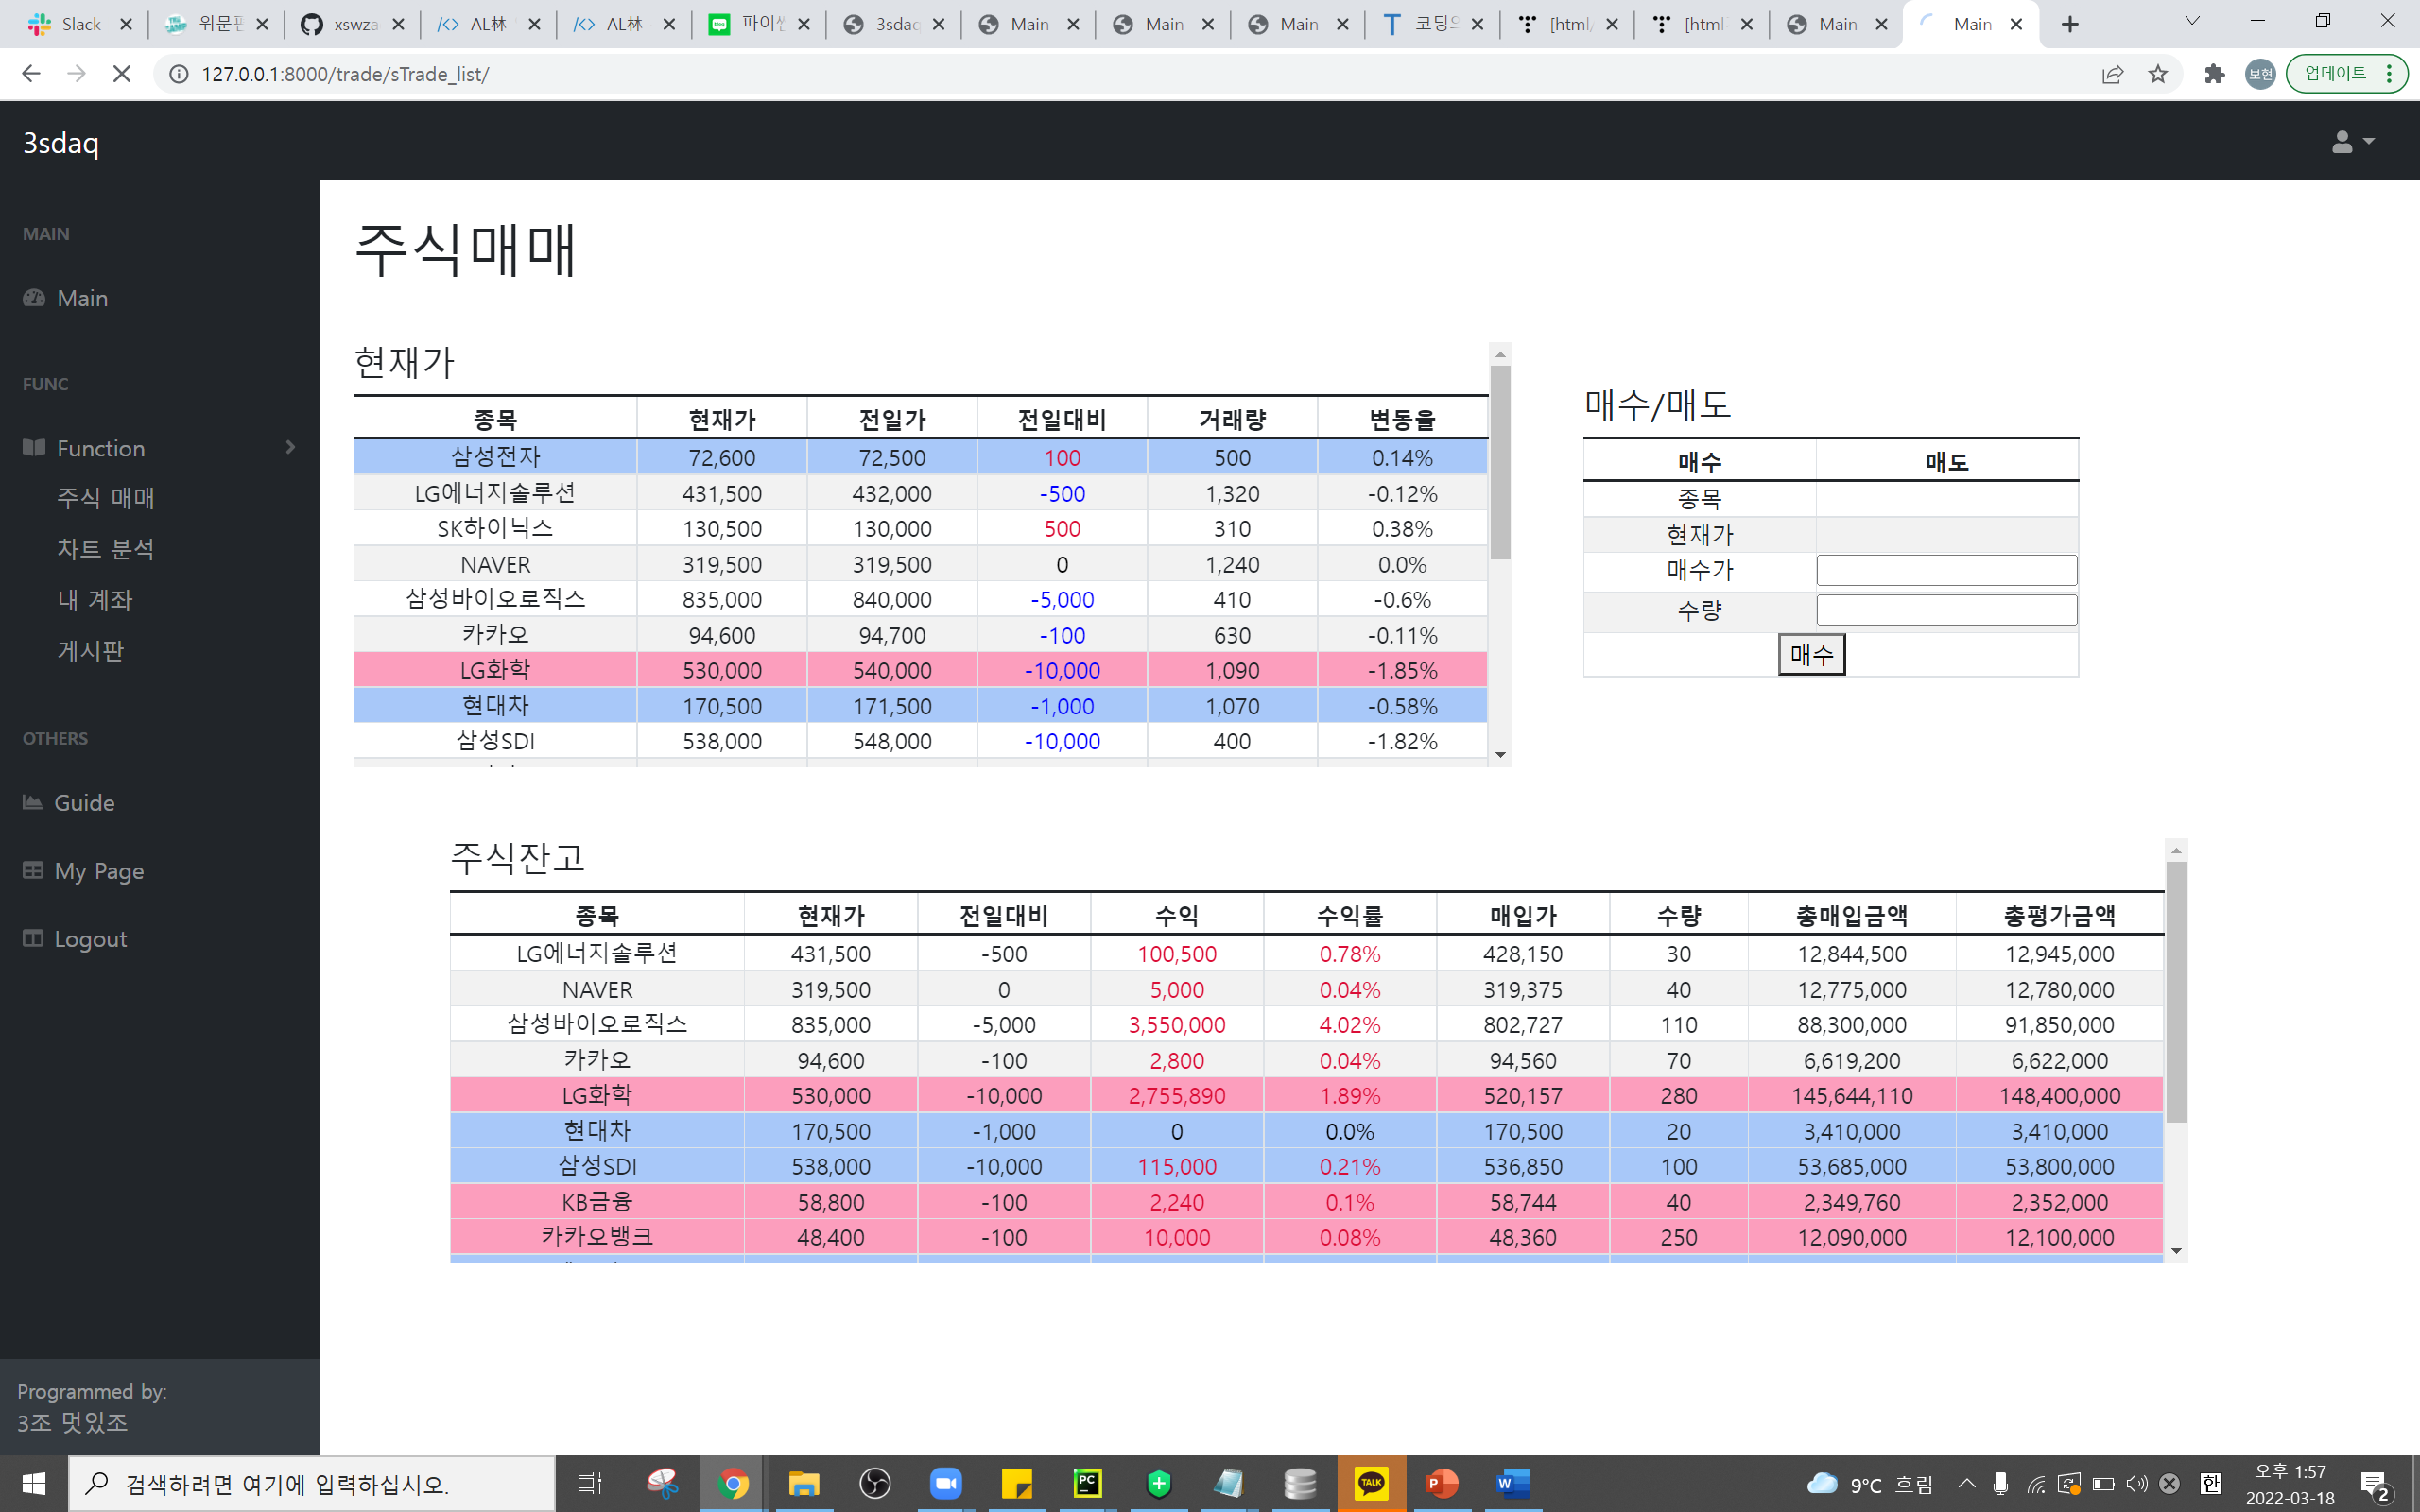 Slack
위문편
xswza
AL林
AL林
파이썬
3sdaq
Main
Main
Main
코딩의
[html/
[html
Main
Main
127.0.0.1:8000/trade/sTrade_list/
보현
업데이트
3sdaq
MAIN
Main
FUNC
Function
주식 매매
차트 분석
내 계좌
게시판
OTHERS
Guide
My Page
Logout
Programmed by:
3조 멋있조
주식매매
현재가
종목 현재가 전일가 전일대비 거래량 변동율
삼성전자 72,600 72,500 100 500 0.14%
LG에너지솔루션 431,500 432,000 -500 1,320 -0.12%
SK하이닉스 130,500 130,000 500 310 0.38%
NAVER 319,500 319,500 0 1,240 0.0%
삼성바이오로직스 835,000 840,000 -5,000 410 -0.6%
카카오 94,600 94,700 -100 630 -0.11%
LG화학 530,000 540,000 -10,000 1,090 -1.85%
현대차 170,500 171,500 -1,000 1,070 -0.58%
삼성SDI 538,000 548,000 -10,000 400 -1.82%
매수/매도
매수 매도
종목
현재가
매수가
수량
매수
주식잔고
종목 현재가 전일대비 수익 수익률 매입가 수량 총매입금액 총평가금액
LG에너지솔루션 431,500 -500 100,500 0.78% 428,150 30 12,844,500 12,945,000
NAVER 319,500 0 5,000 0.04% 319,375 40 12,775,000 12,780,000
삼성바이오로직스 835,000 -5,000 3,550,000 4.02% 802,727 110 88,300,000 91,850,000
카카오 94,600 -100 2,800 0.04% 94,560 70 6,619,200 6,622,000
LG화학 530,000 -10,000 2,755,890 1.89% 520,157 280 145,644,110 148,400,000
현대차 170,500 -1,000 0 0.0% 170,500 20 3,410,000 3,410,000
삼성SDI 538,000 -10,000 115,000 0.21% 536,850 100 53,685,000 53,800,000
KB금융 58,800 -100 2,240 0.1% 58,744 40 2,349,760 2,352,000
카카오뱅크 48,400 -100 10,000 0.08% 48,360 250 12,090,000 12,100,000
검색하려면 여기에 입력하십시오.
PC
TALK
P
W
9°C 흐림
한
오후 1:57
2022-03-18
2